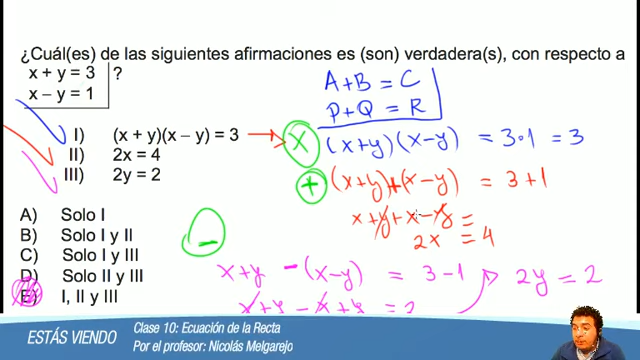 ¿Cuál(es) de las siguientes afirmaciones es (son) verdadera(s), con respecto a
x + y = 3 ?
x – y = 1
A+B = C
P+Q = R
I) (x + y)(x – y) = 3 → X (x+y)(x-y) = 3·1 = 3
II) 2x = 4
III) 2y = 2
+ (x+y)+(x-y) = 3+1
x+y+x-y =
2x = 4
A) Solo I
B) Solo I y II
C) Solo I y III
D) Solo II y III
E) I, II y III
-
x+y -(x-y) = 3-1 2y = 2
x+y - x+y = 2
ESTÁS VIENDO
Clase 10: Ecuación de la Recta
Por el profesor: Nicolás Melgarejo